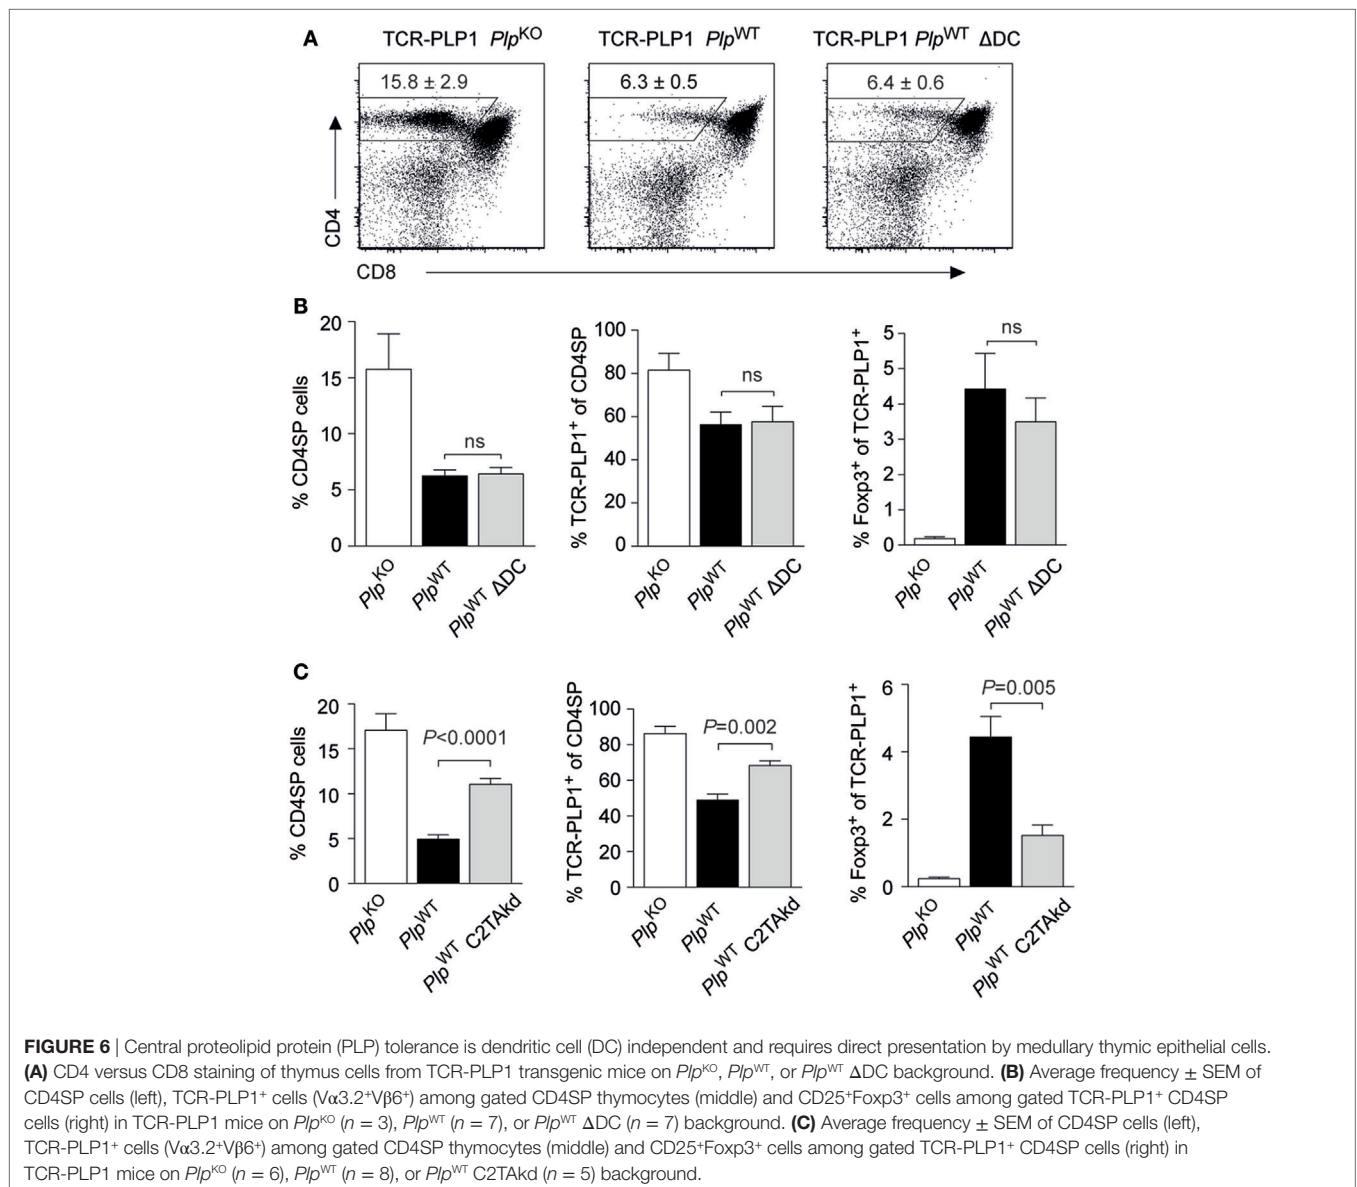 A
TCR-PLP1 Plp^KO
TCR-PLP1 Plp^WT
TCR-PLP1 Plp^WT ΔDC
15.8 ± 2.9
6.3 ± 0.5
6.4 ± 0.6
CD4
CD8
B
% CD4SP cells
20
15
10
5
0
ns
Plp^KO
Plp^WT
Plp^WT ΔDC
% TCR-PLP1⁺ of CD4SP
100
80
60
40
20
0
ns
Plp^KO
Plp^WT
Plp^WT ΔDC
% Foxp3⁺ of TCR-PLP1⁺
5
5
4
3
2
1
0
ns
Plp^KO
Plp^WT
Plp^WT ΔDC
C
% CD4SP cells
20
15
10
5
0
P<0.0001
Plp^KO
Plp^WT
Plp^WT C2TAkd
% TCR-PLP1⁺ of CD4SP
100
80
60
40
20
0
P=0.002
Plp^KO
Plp^WT
Plp^WT C2TAkd
% Foxp3⁺ of TCR-PLP1⁺
6
4
2
0
P=0.005
Plp^KO
Plp^WT
Plp^WT C2TAkd
FIGURE 6 | Central proteolipid protein (PLP) tolerance is dendritic cell (DC) independent and requires direct presentation by medullary thymic epithelial cells.
(A) CD4 versus CD8 staining of thymus cells from TCR-PLP1 transgenic mice on Plp^KO, Plp^WT, or Plp^WT ΔDC background. (B) Average frequency ± SEM of
CD4SP cells (left), TCR-PLP1⁺ cells (Vα3.2⁺Vβ6⁺) among gated CD4SP thymocytes (middle) and CD25⁺Foxp3⁺ cells among gated TCR-PLP1⁺ CD4SP
cells (right) in TCR-PLP1 mice on Plp^KO (n = 3), Plp^WT (n = 7), or Plp^WT ΔDC (n = 7) background. (C) Average frequency ± SEM of CD4SP cells (left),
TCR-PLP1⁺ cells (Vα3.2⁺Vβ6⁺) among gated CD4SP thymocytes (middle) and CD25⁺Foxp3⁺ cells among gated TCR-PLP1⁺ CD4SP cells (right) in
TCR-PLP1 mice on Plp^KO (n = 6), Plp^WT (n = 8), or Plp^WT C2TAkd (n = 5) background.